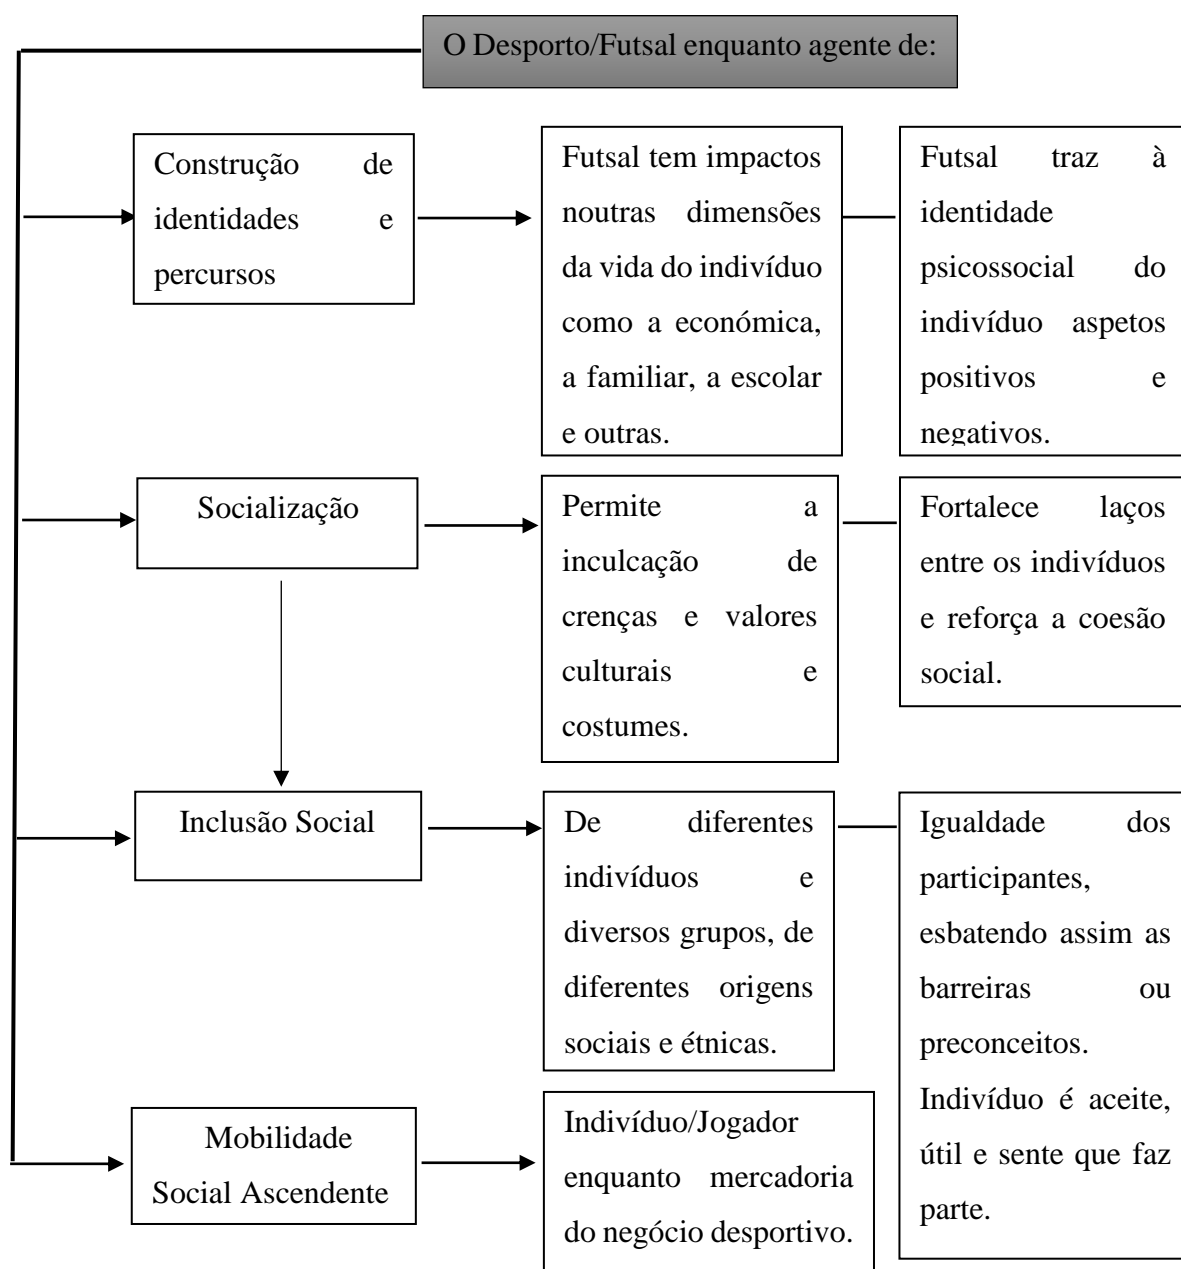 O Desporto/Futsal enquanto agente de:
Construção de
identidades e
percursos
Futsal tem impactos
noutras dimensões
da vida do indivíduo
como a económica,
a familiar, a escolar
e outras.
Futsal traz à
identidade
psicossocial do
indivíduo aspetos
positivos e
negativos.
Socialização
Permite a
inculcação de
crenças e valores
culturais e
costumes.
Fortalece laços
entre os indivíduos
e reforça a coesão
social.
Inclusão Social
De diferentes
indivíduos e
diversos grupos, de
diferentes origens
sociais e étnicas.
Igualdade dos
participantes,
esbatendo assim as
barreiras ou
preconceitos.
Indivíduo é aceite,
útil e sente que faz
parte.
Mobilidade
Social Ascendente
Indivíduo/Jogador
enquanto mercadoria
do negócio desportivo.